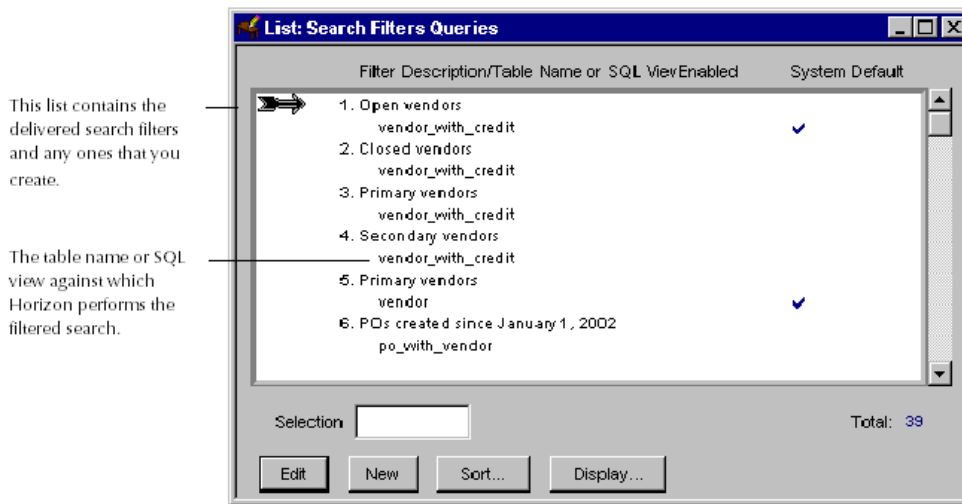 List: Search Filters Queries
Filter Description/Table Name or SQL ViewEnabled System Default
This list contains the
delivered search filters
and any ones that you
create.
1. Open vendors
vendor_with_credit
2. Closed vendors
vendor_with_credit
3. Primary vendors
vendor_with_credit
4. Secondary vendors
vendor_with_credit
5. Primary vendors
vendor
6. POs created since January 1, 2002
po_with_vendor
The table name or SQL
view against which
Horizon performs the
filtered search.
Selection
Total: 39
Edit New Sort... Display...